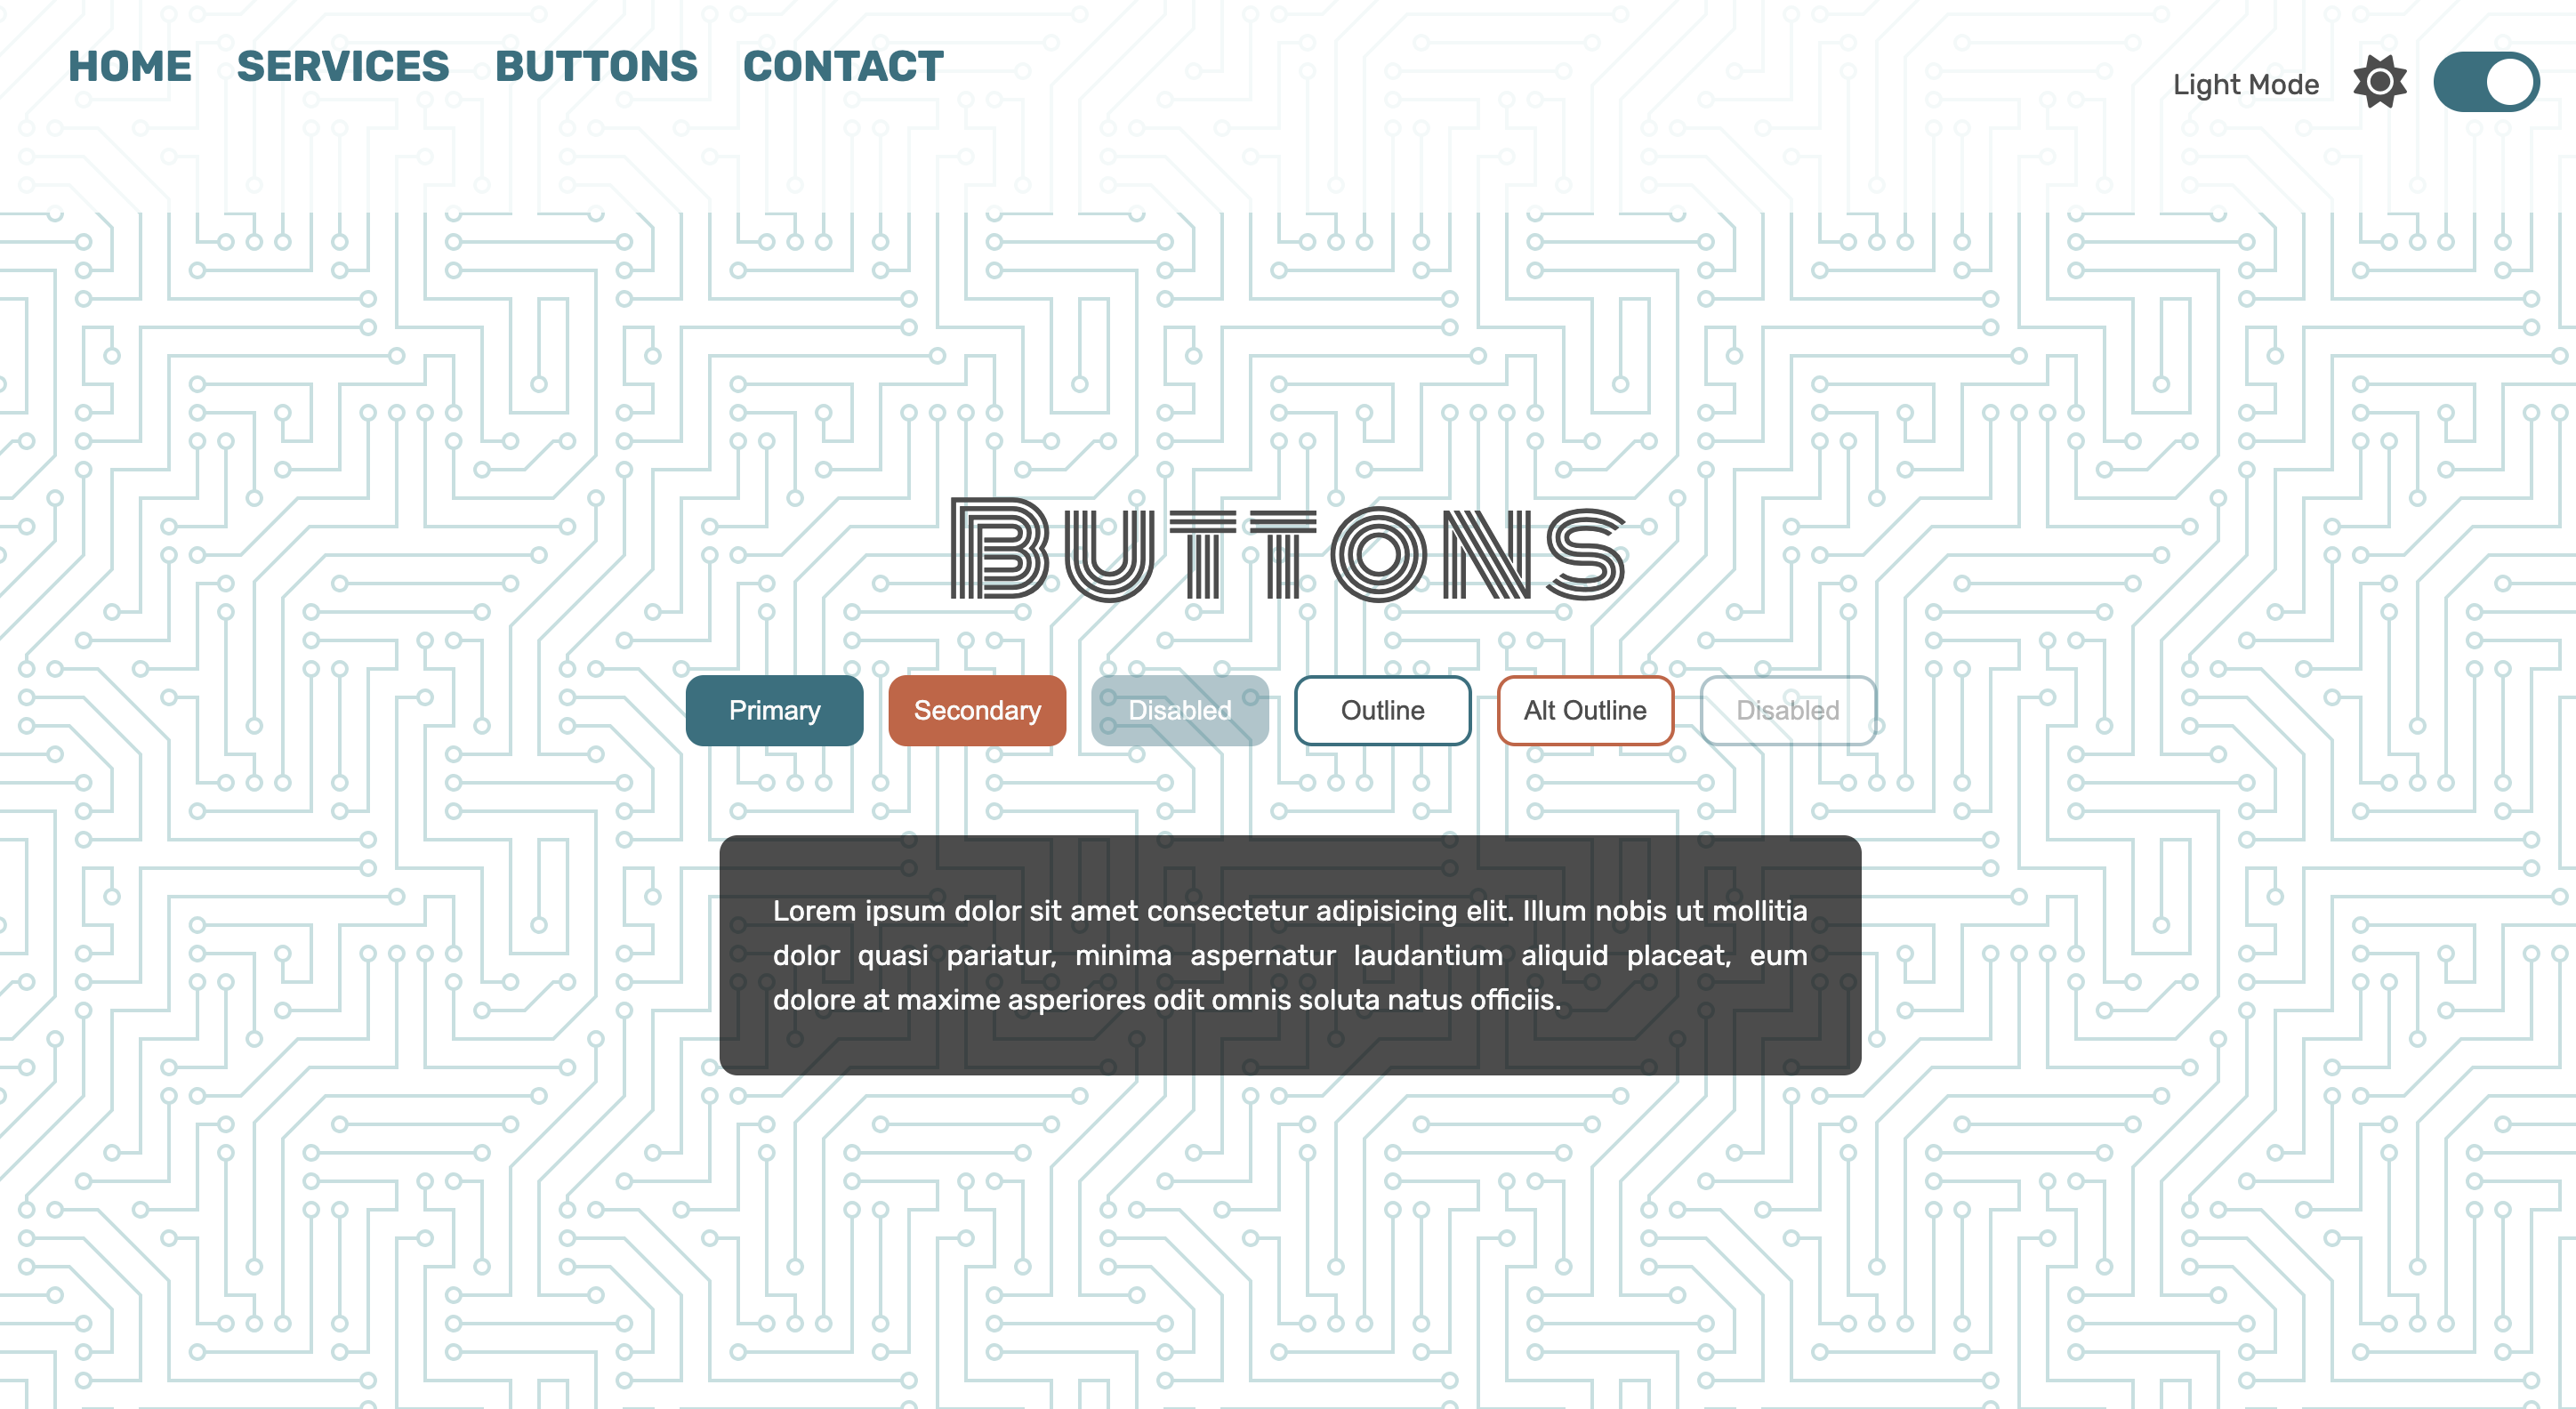 HOME SERVICES BUTTONS CONTACT
Light Mode
Buttons
Primary Secondary Disabled Outline Alt Outline Disabled
Lorem ipsum dolor sit amet consectetur adipisicing elit. Illum nobis ut mollitia
dolor quasi pariatur, minima aspernatur laudantium aliquid placeat, eum
dolore at maxime asperiores odit omnis soluta natus officiis.